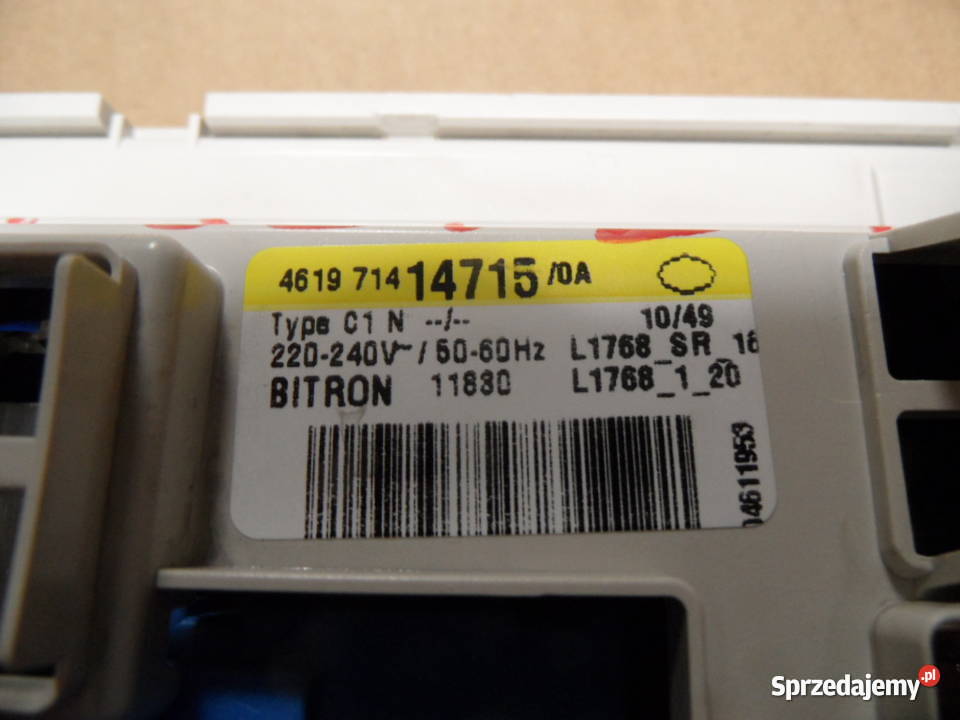 4619 714 14715 /0A
Type C1 N --/--
10/49
220-240V~ / 50-60Hz
L1768_SR_16
BITRON 11830
L1768_1_20
04611953
Sprzedajemy.pl